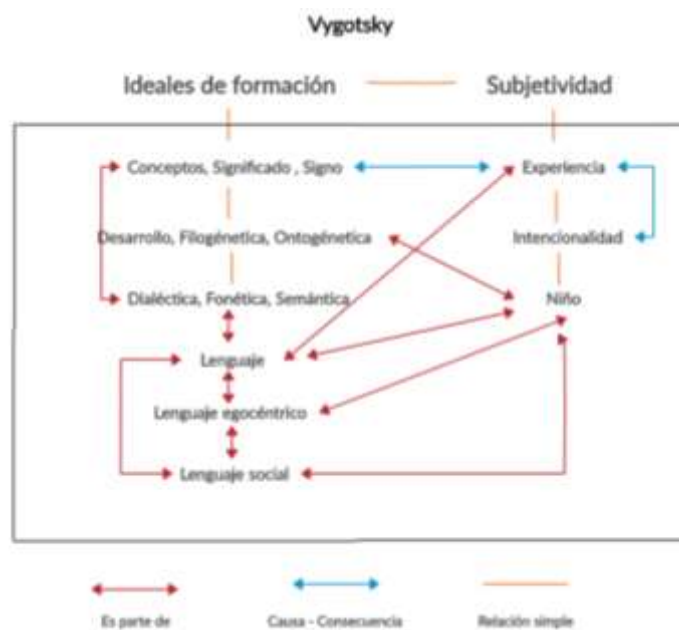 Vygotsky
Ideales de formación
Subjetividad
Conceptos, Significado , Signo
Experiencia
Desarrollo, Filogénetica, Ontogénetica
Intencionalidad
Dialéctica, Fonética, Semántica
Niño
Lenguaje
Lenguaje egocéntrico
Lenguaje social
Es parte de
Causa - Consecuencia
Relación simple